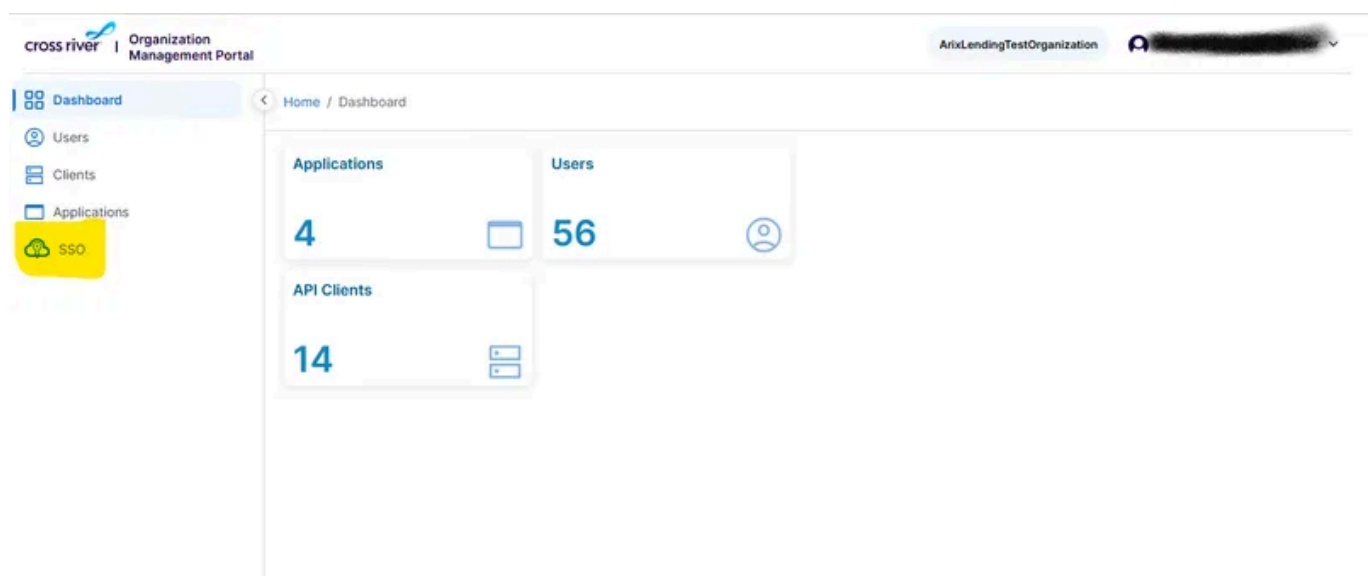 cross river | Organization
Management Portal
ArixLendingTestOrganization
Dashboard
Home / Dashboard
Users
Clients
Applications
SSO
Applications
4
Users
56
API Clients
14